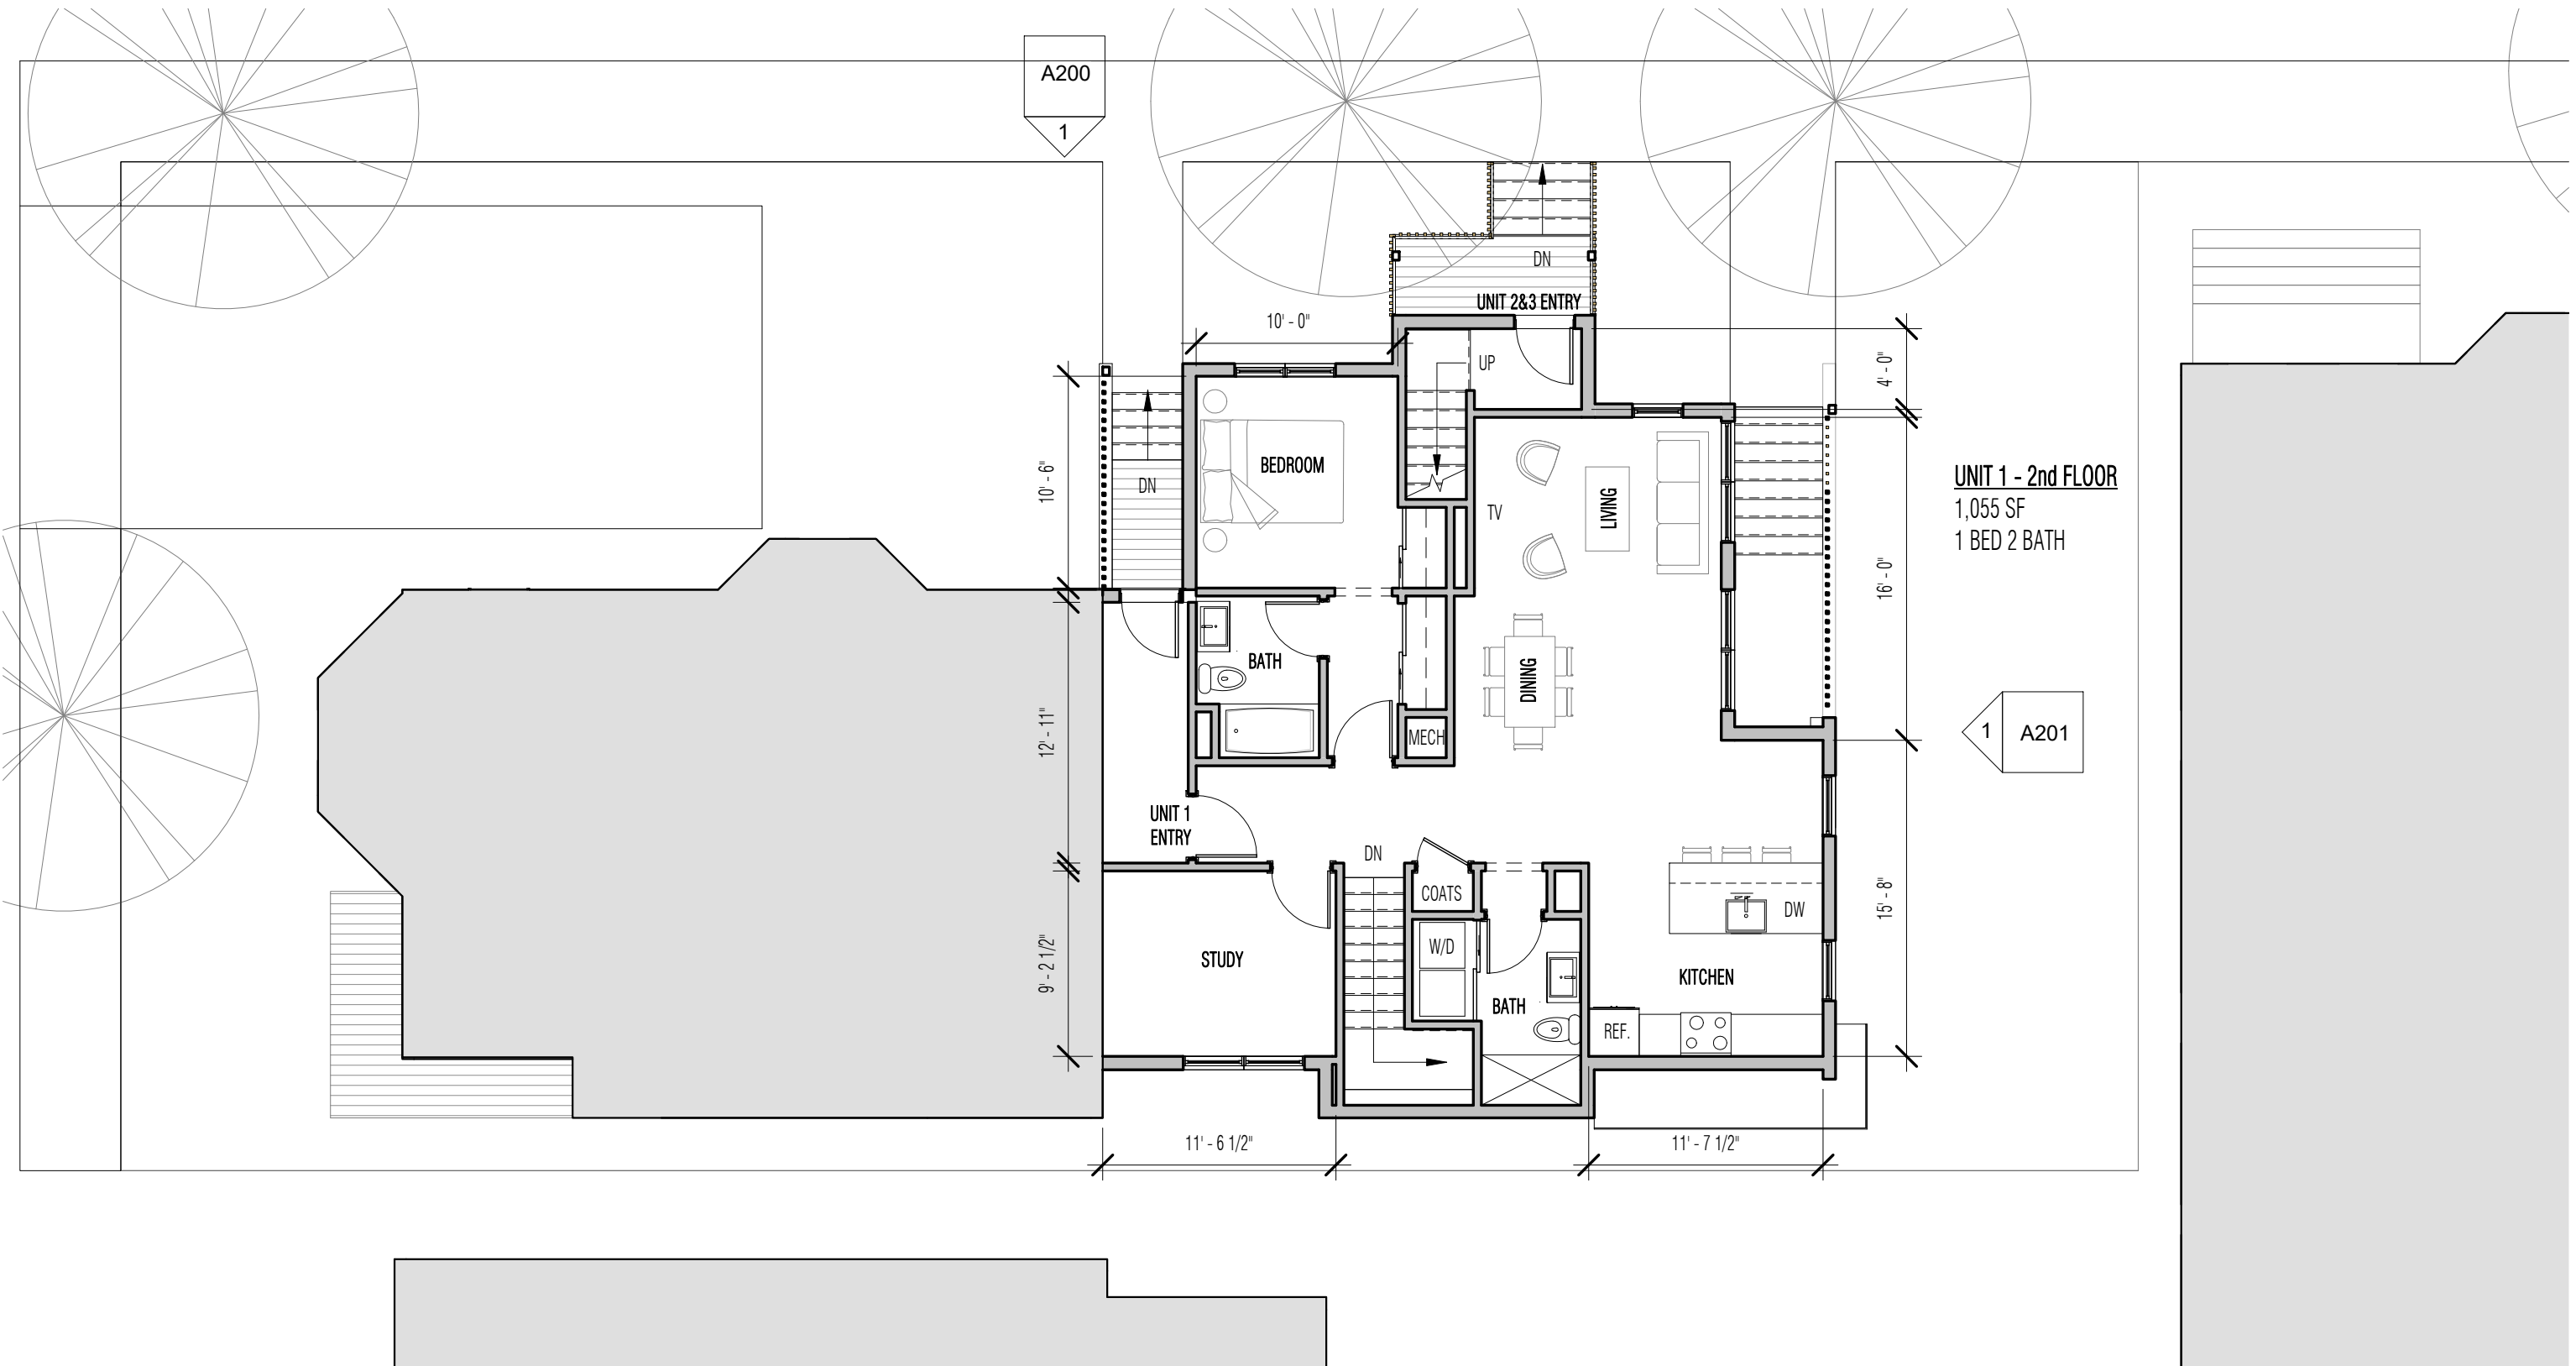 A200
1
DN
UNIT 2&3 ENTRY
10' - 0"
UP
4' - 0"
BEDROOM
10' - 6"
DN
TV
LIVING
UNIT 1 - 2nd FLOOR
1,055 SF
1 BED 2 BATH
16' - 0"
BATH
DINING
12' - 11"
MECH
1
A201
UNIT 1
ENTRY
DN
COATS
DW
15' - 8"
W/D
STUDY
9' - 2 1/2"
KITCHEN
BATH
REF.
11' - 6 1/2"
11' - 7 1/2"